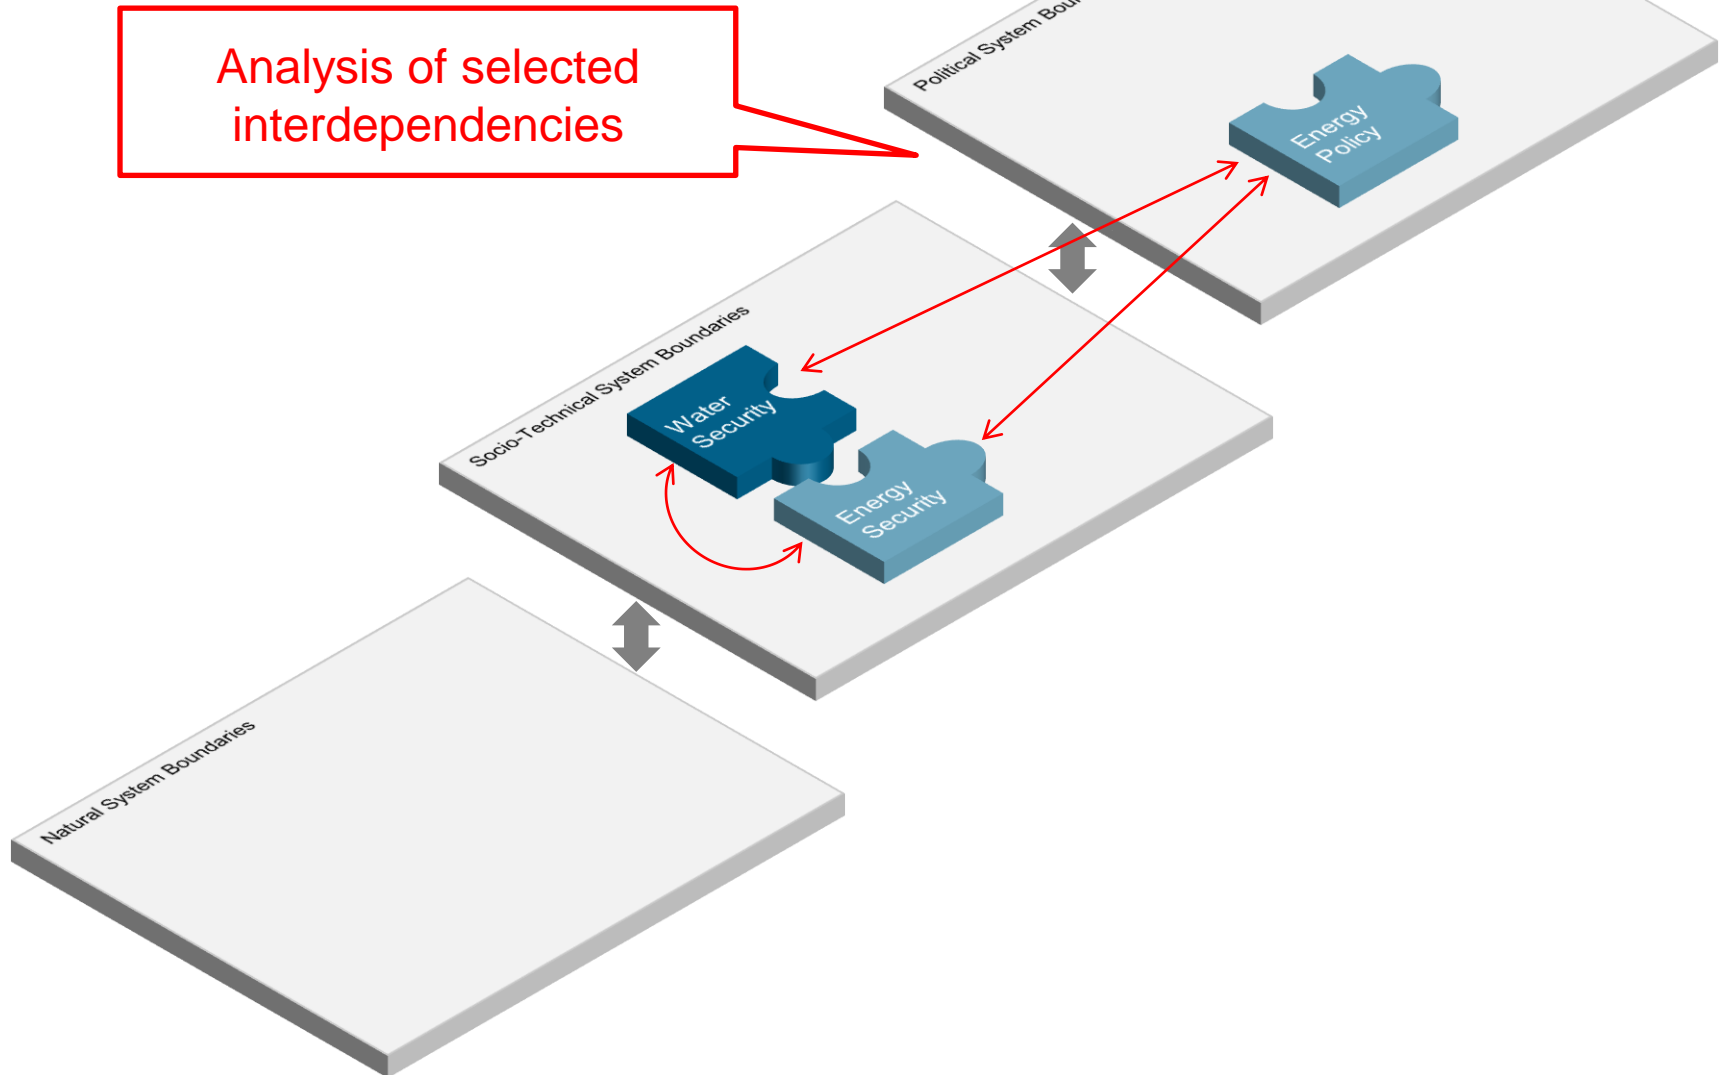 Analysis of selected
interdependencies
Political System
Energy
Policy
Socio-Technical System Boundaries
Water
Security
Energy
Security
Natural System Boundaries